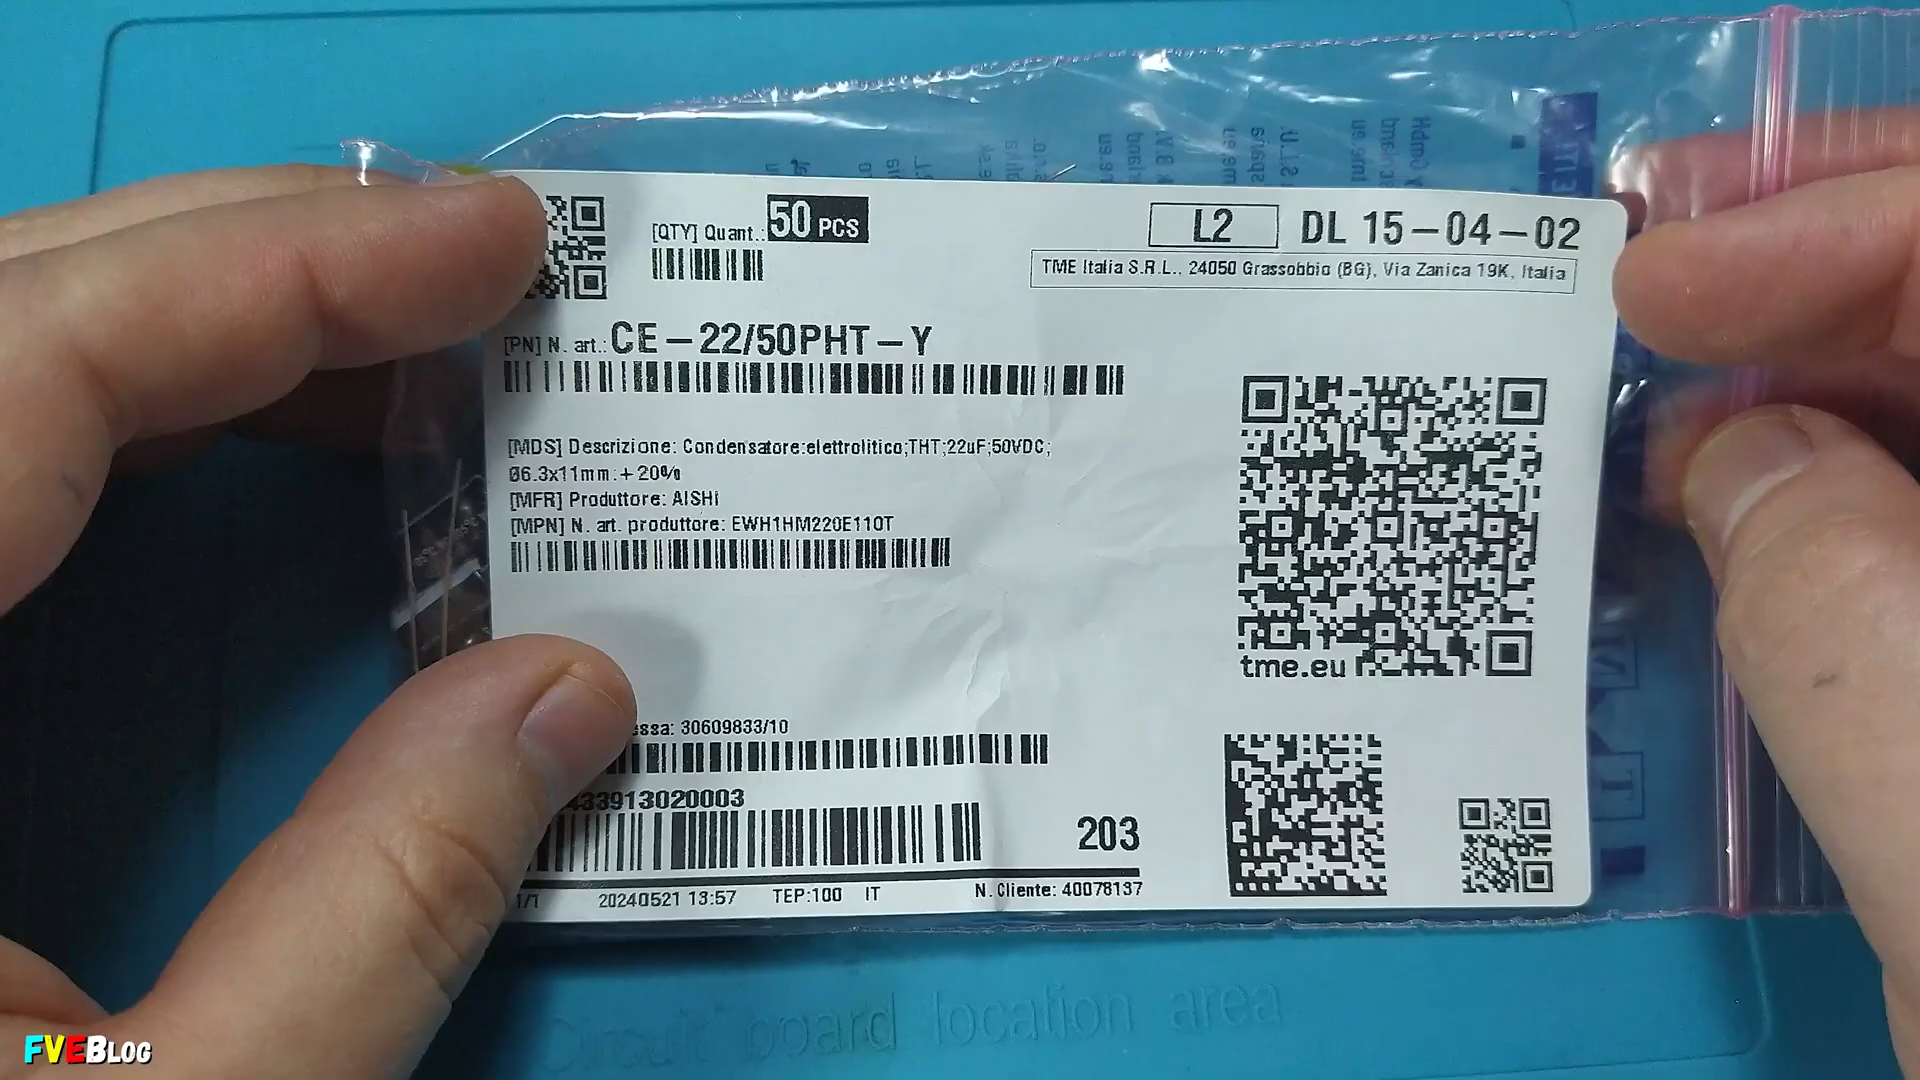 [QTY] Quant.: 50 PCS
L2 DL 15-04-02
TME Italia S.R.L., 24050 Grassobbio (BG), Via Zanica 19K, Italia
[PN] N. art.: CE-22/50PHT-Y
[MDS] Descrizione: Condensatore:elettrolitico;THT;22uF;50VDC;
Ø6.3x11mm.+20%
[MFR] Produttore: AISHI
[MPN] N. art. produttore: EWH1HM220E110T
tme.eu
30609833/10
33913020003
203
1/1 20240521 13:57 TEP:100 IT N. Cliente: 40078137
Circuit board location area
FVEBLOG